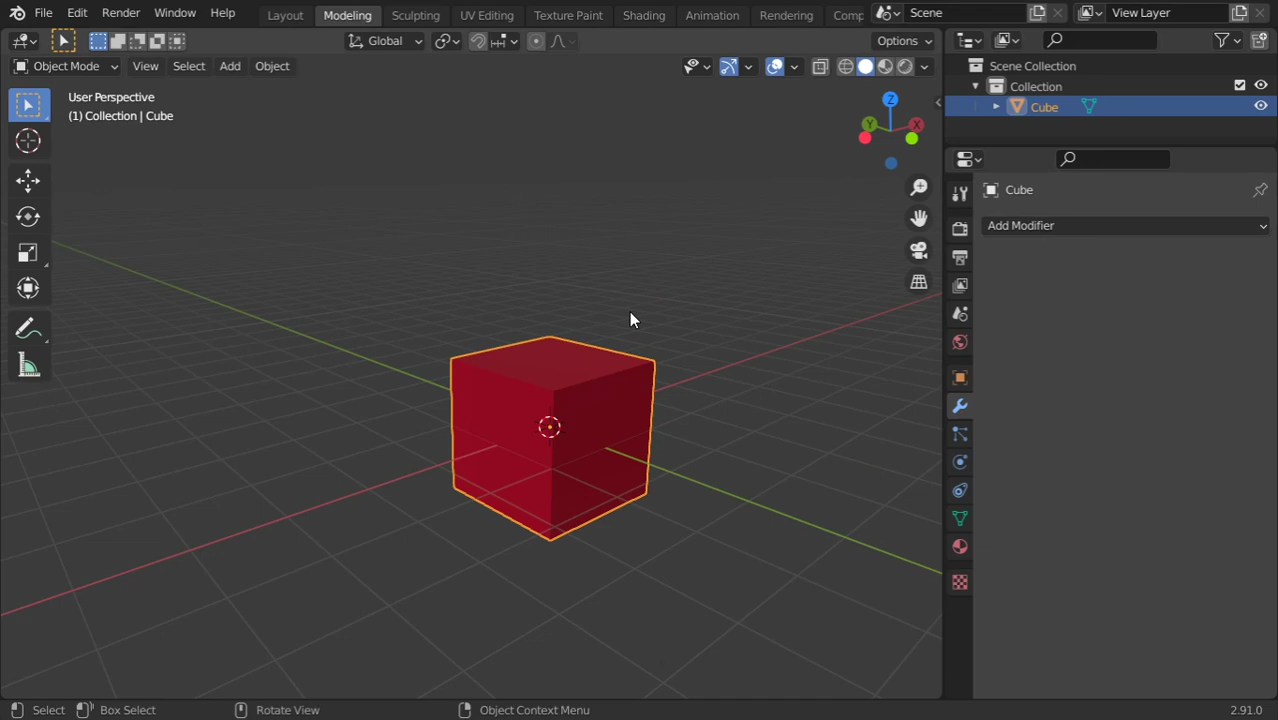 File Edit Render Window Help Layout Modeling Sculpting UV Editing Texture Paint Shading Animation Rendering Comp Scene View Layer
Global Options
Object Mode View Select Add Object
User Perspective
(1) Collection | Cube
Z
Y
X
Scene Collection
Collection
Cube
Cube
Add Modifier
Select Box Select Rotate View Object Context Menu 2.91.0